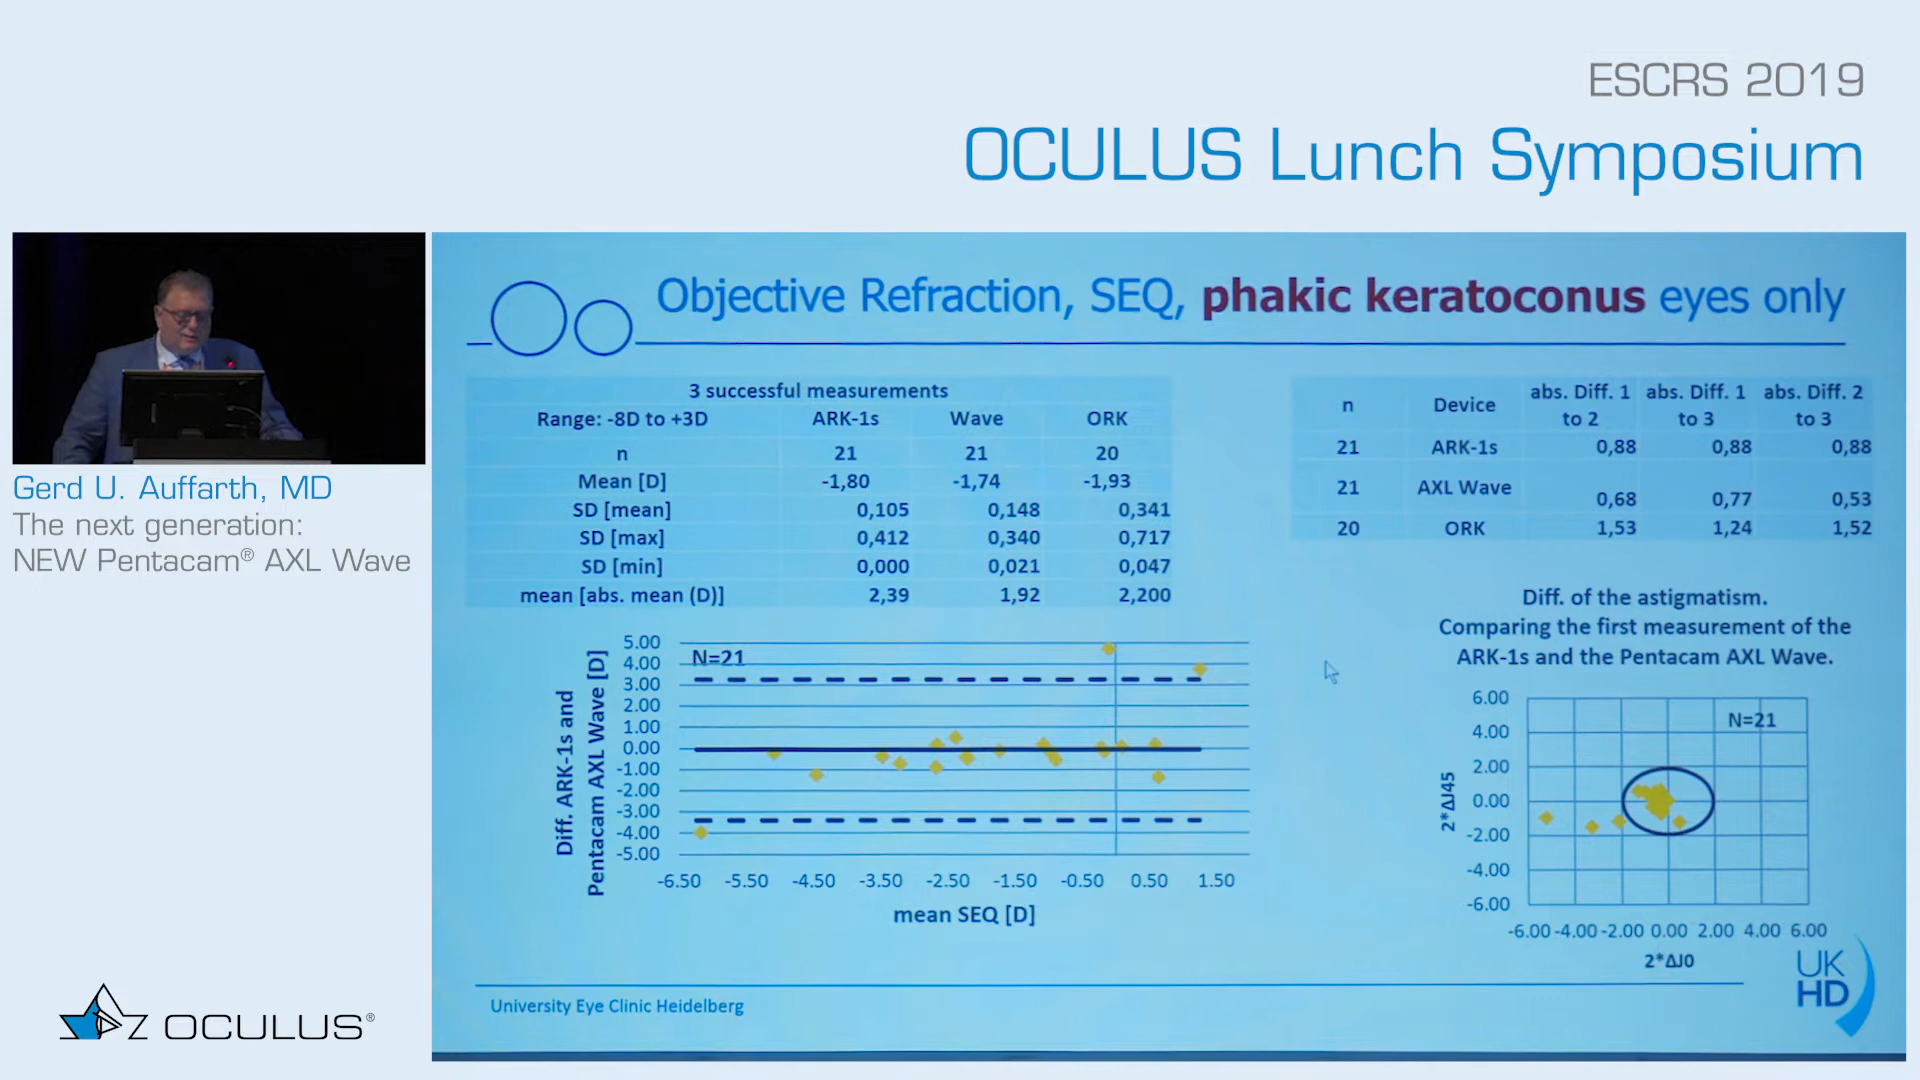 ESCRS 2019
OCULUS Lunch Symposium
Gerd U. Auffarth, MD
The next generation:
NEW Pentacam® AXL Wave
OCULUS®
Objective Refraction, SEQ, phakic keratoconus eyes only
3 successful measurements
Range: -8D to +3D ARK-1s Wave ORK
n 21 21 20
Mean [D] -1,80 -1,74 -1,93
SD [mean] 0,105 0,148 0,341
SD [max] 0,412 0,340 0,717
SD [min] 0,000 0,021 0,047
mean [abs. mean (D)] 2,39 1,92 2,200
n Device abs. Diff. 1 to 2 abs. Diff. 1 to 3 abs. Diff. 2 to 3
21 ARK-1s 0,88 0,88 0,88
21 AXL Wave 0,68 0,77 0,53
20 ORK 1,53 1,24 1,52
Diff. ARK-1s and
Pentacam AXL Wave [D]
5.00
4.00
3.00
2.00
1.00
0.00
-1.00
-2.00
-3.00
-4.00
-5.00
N=21
-6.50 -5.50 -4.50 -3.50 -2.50 -1.50 -0.50 0.50 1.50
mean SEQ [D]
Diff. of the astigmatism.
Comparing the first measurement of the
ARK-1s and the Pentacam AXL Wave.
2*ΔJ45
6.00
4.00
2.00
0.00
-2.00
-4.00
-6.00
N=21
-6.00 -4.00 -2.00 0.00 2.00 4.00 6.00
2*ΔJ0
University Eye Clinic Heidelberg
UK
HD